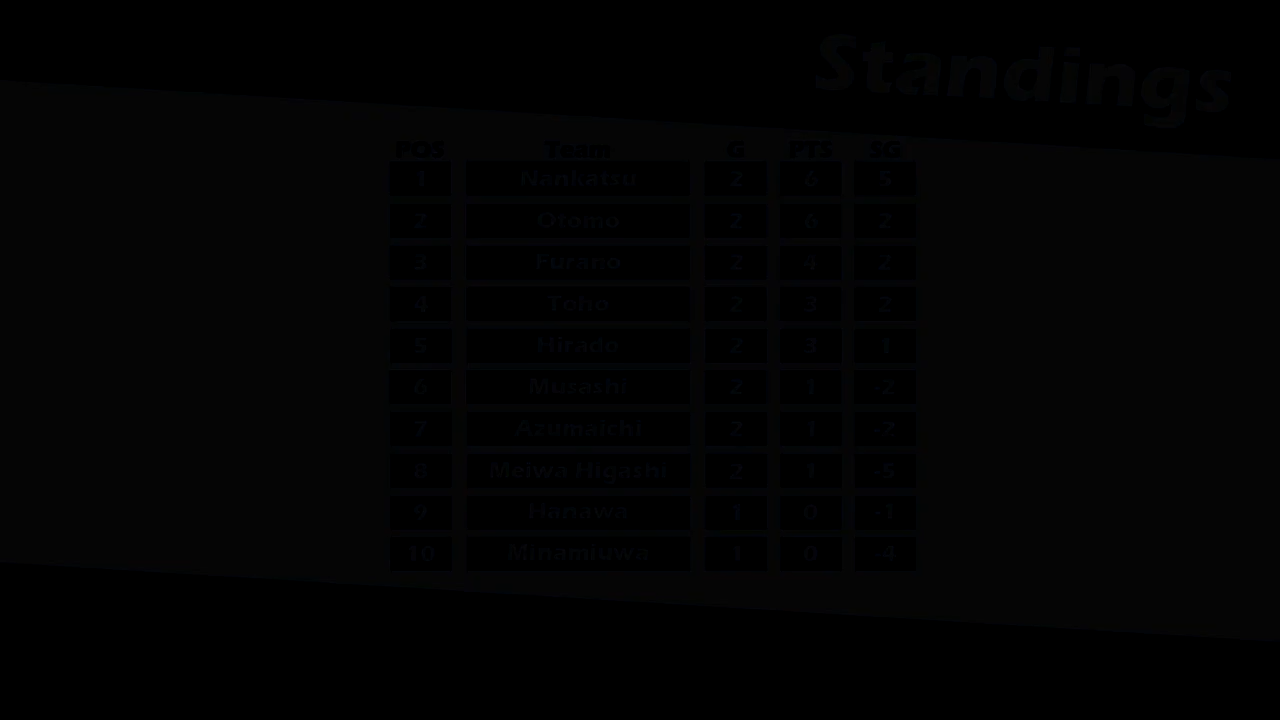 Standings
POS Team G PTS SG
1 Nankatsu 2 6 5
2 Otomo 2 6 2
3 Furano 2 4 2
4 Toho 2 3 2
5 Hirado 2 3 1
6 Musashi 2 1 -2
7 Azumaichi 2 1 -2
8 Meiwa Higashi 2 1 -5
9 Hanawa 1 0 -1
10 Minamiuwa 1 0 -4